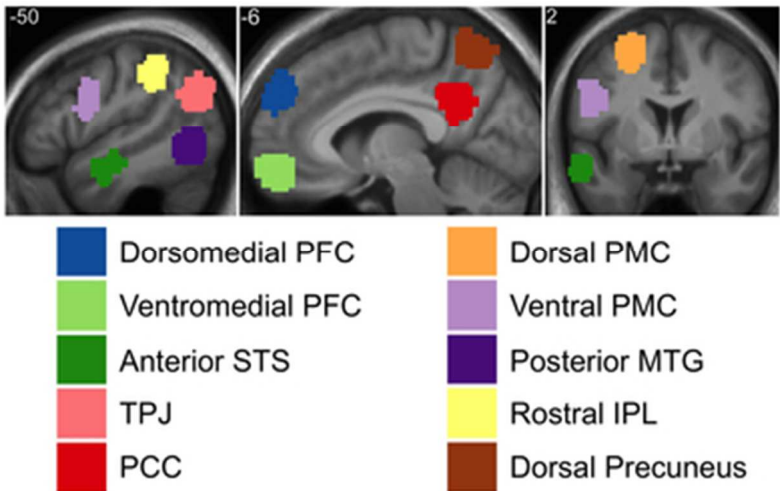 -50 -6 2
Dorsomedial PFC Dorsal PMC
Ventromedial PFC Ventral PMC
Anterior STS Posterior MTG
TPJ Rostral IPL
PCC Dorsal Precuneus